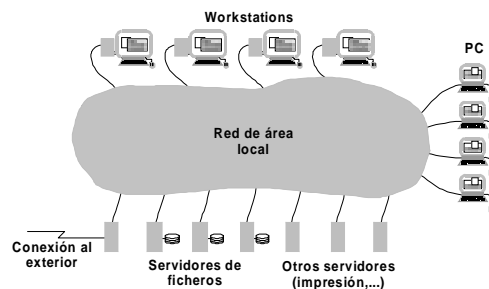 Workstations
PC
Red de área
local
Conexión al
exterior
Servidores de
ficheros
Otros servidores
(impresión,...)